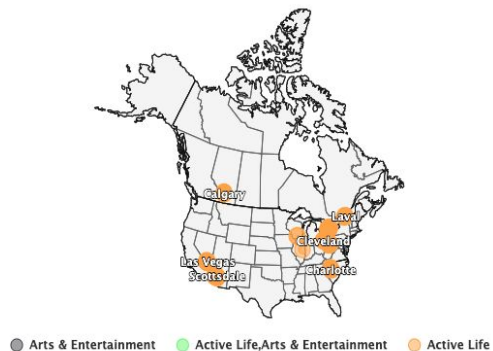 Calgary
Laval
Cleveland
Las Vegas
Charlotte
Scottsdale
Arts & Entertainment Active Life,Arts & Entertainment Active Life